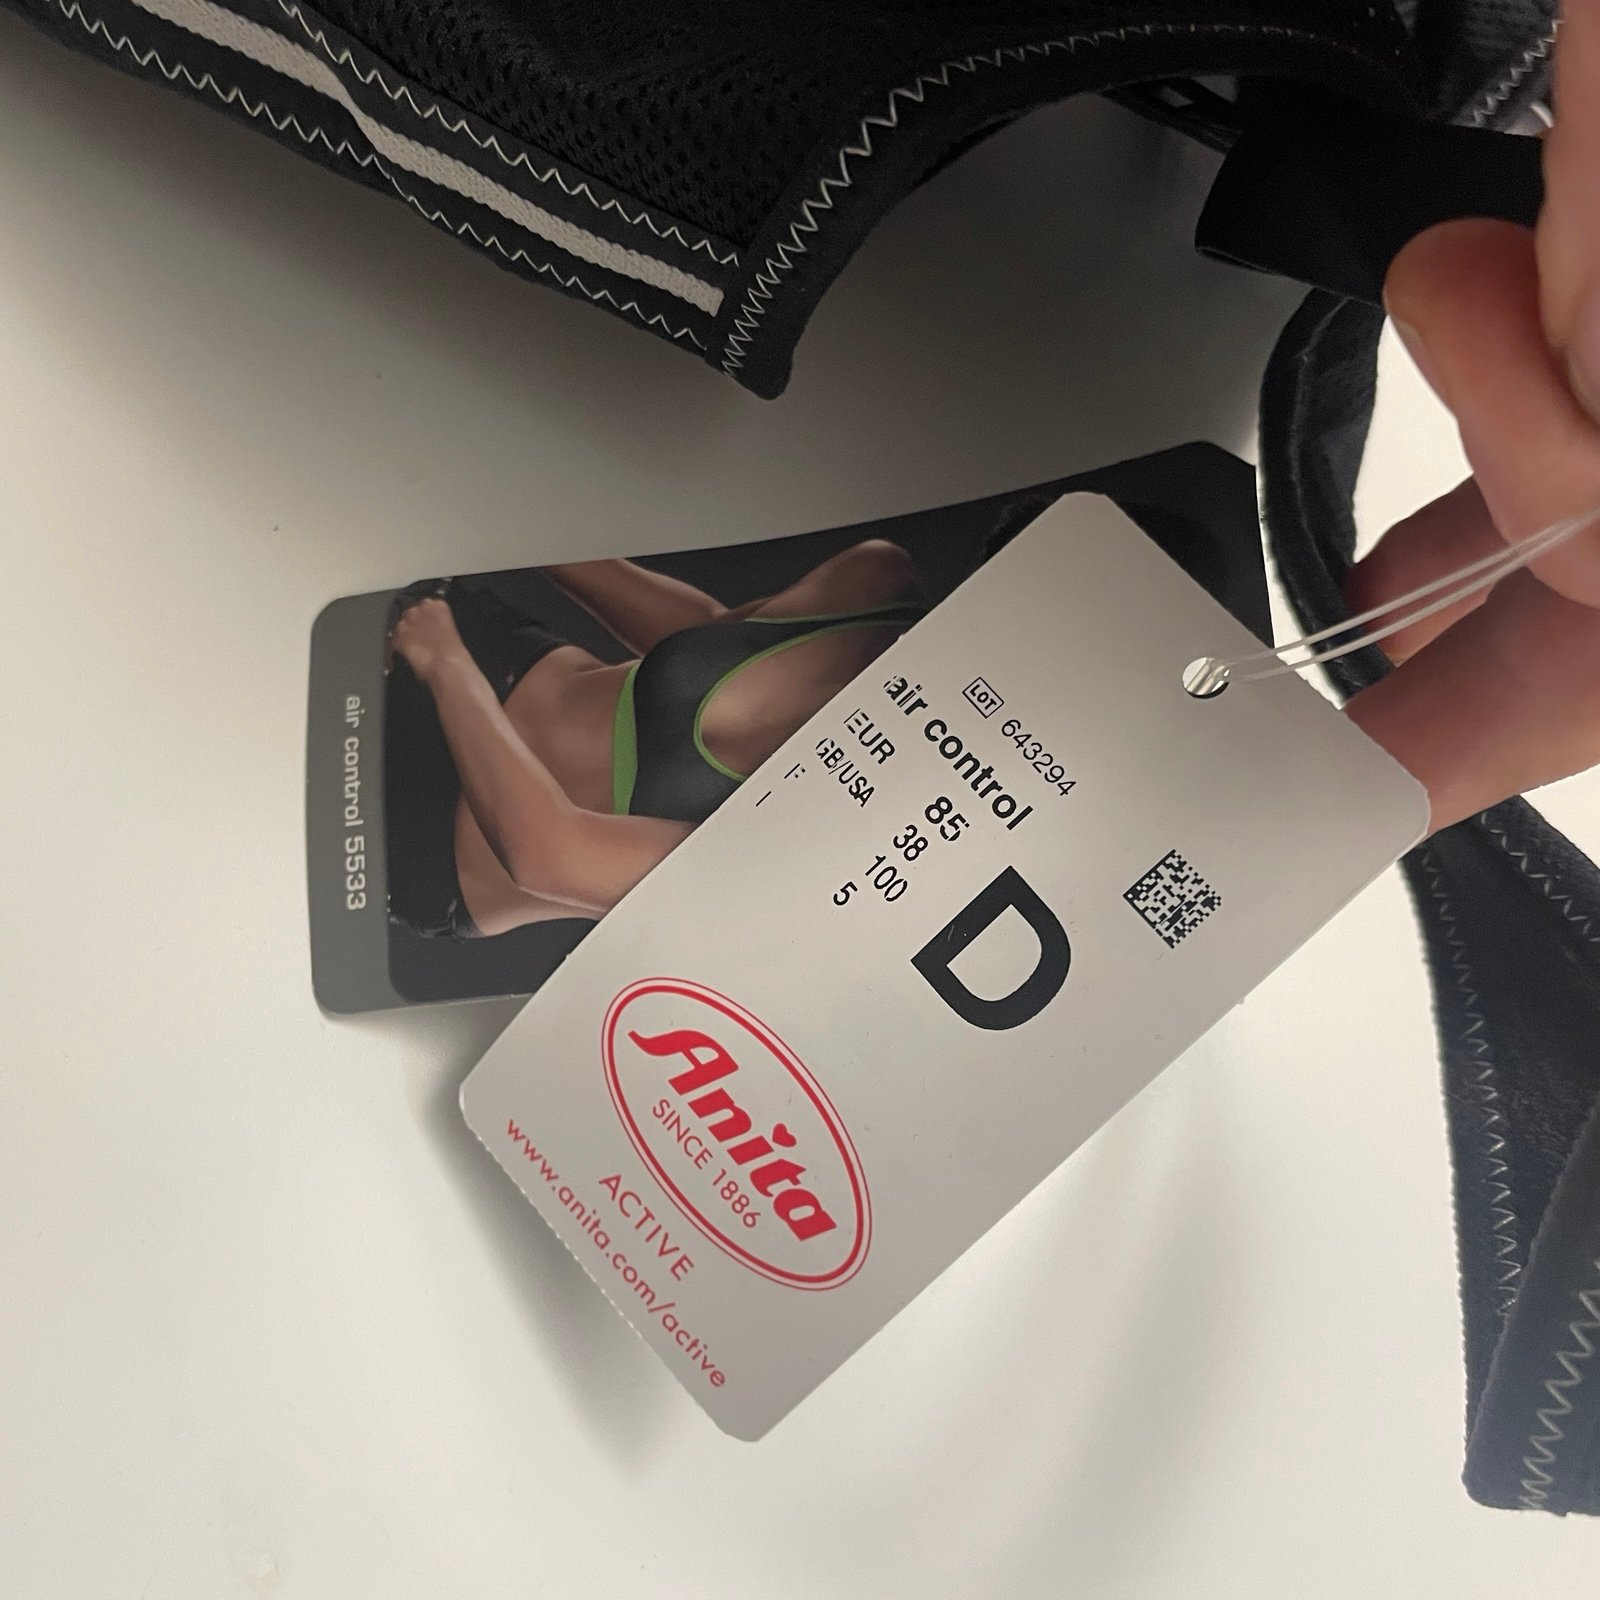 LOT 643294
air control
EUR 85
GB/USA 38
F 100
I 5
D
Anita
SINCE 1886
ACTIVE
www.anita.com/active
air control 5533